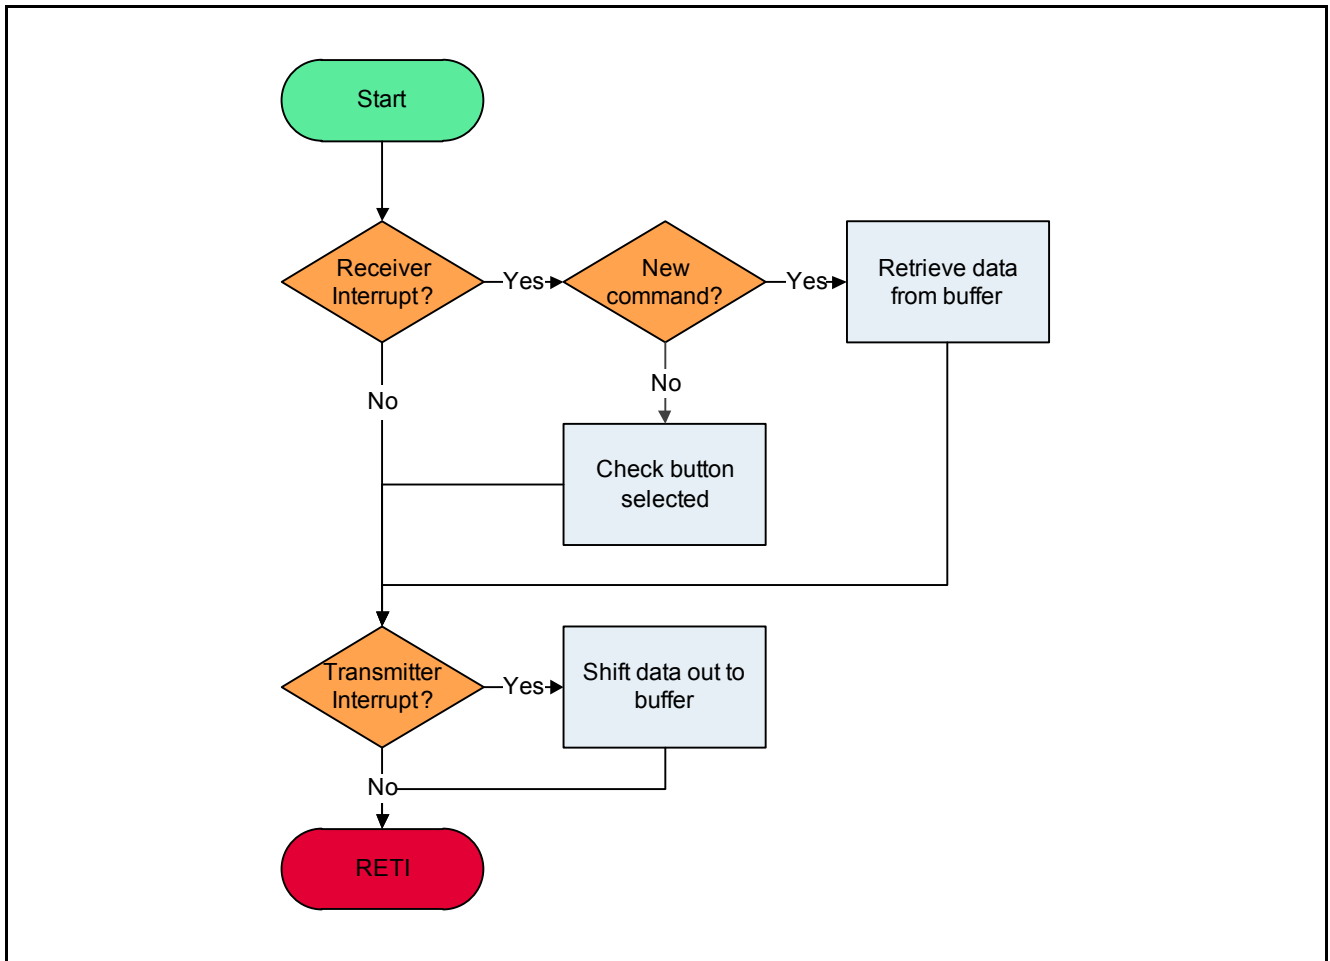 Start
Receiver
Interrupt?
Yes
New
command?
Yes
Retrieve data
from buffer
No
No
Check button
selected
Transmitter
Interrupt?
Yes
Shift data out to
buffer
No
RETI